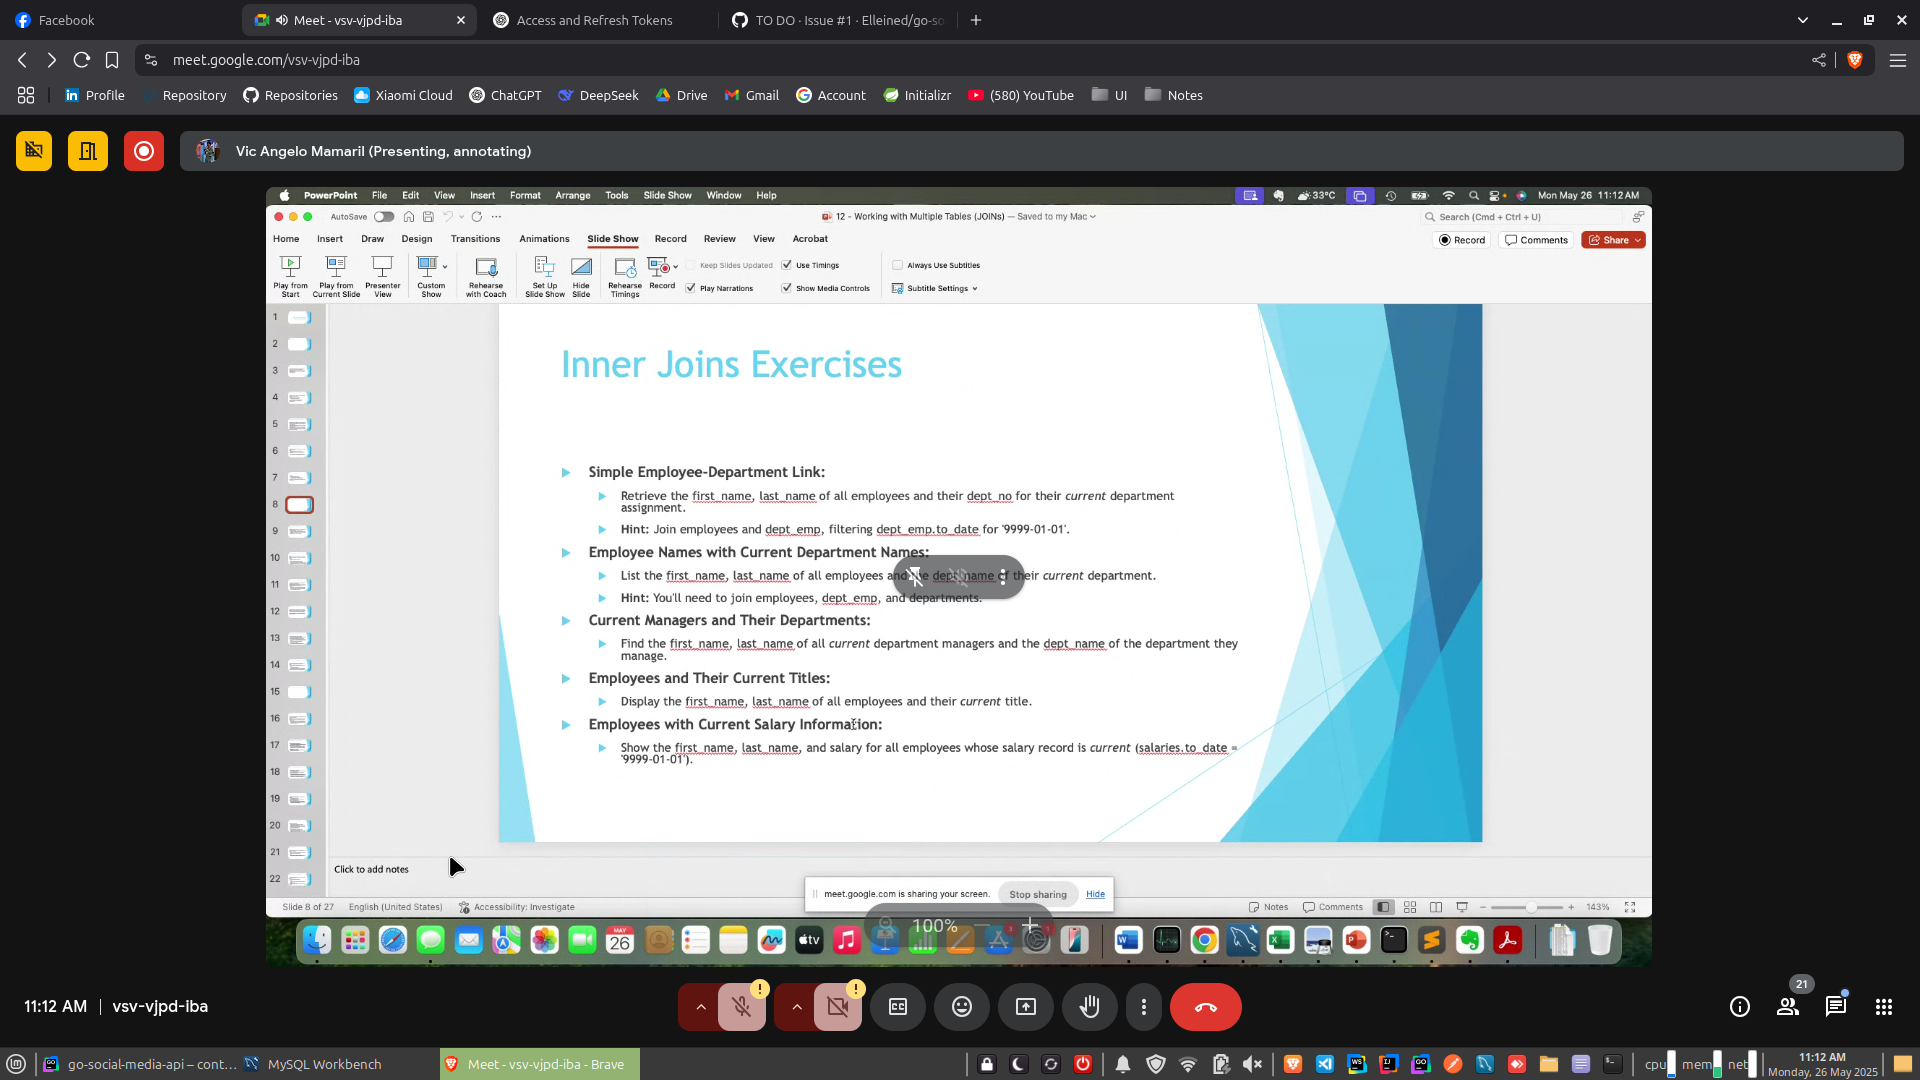 Facebook
Meet - vsv-vjpd-iba
Access and Refresh Tokens
TO DO · Issue #1 · Elleined/go-so
meet.google.com/vsv-vjpd-iba
Profile
Repository
Repositories
Xiaomi Cloud
ChatGPT
DeepSeek
Drive
Gmail
Account
Initializr
(580) YouTube
UI
Notes
Vic Angelo Mamaril (Presenting, annotating)
PowerPoint File Edit View Insert Format Arrange Tools Slide Show Window Help
33°C
Mon May 26 11:12 AM
AutoSave
12 - Working with Multiple Tables (JOINs) — Saved to my Mac
Search (Cmd + Ctrl + U)
Home Insert Draw Design Transitions Animations Slide Show Record Review View Acrobat
Record
Comments
Share
Play from Start
Play from Current Slide
Presenter View
Custom Show
Rehearse with Coach
Set Up Slide Show
Hide Slide
Rehearse Timings
Record
Keep Slides Updated
Use Timings
Play Narrations
Show Media Controls
Always Use Subtitles
Subtitle Settings
1
2
3
4
5
6
7
8
9
10
11
12
13
14
15
16
17
18
19
20
21
22
Inner Joins Exercises
Simple Employee-Department Link:
Retrieve the first_name, last_name of all employees and their dept_no for their current department
assignment.
Hint: Join employees and dept_emp, filtering dept_emp.to_date for '9999-01-01'.
Employee Names with Current Department Names:
List the first_name, last_name of all employees and the dept_name of their current department.
Hint: You'll need to join employees, dept_emp, and departments.
Current Managers and Their Departments:
Find the first_name, last_name of all current department managers and the dept_name of the department they
manage.
Employees and Their Current Titles:
Display the first_name, last_name of all employees and their current title.
Employees with Current Salary Information:
Show the first_name, last_name, and salary for all employees whose salary record is current (salaries.to_date =
'9999-01-01').
Click to add notes
meet.google.com is sharing your screen.
Stop sharing
Hide
Slide 8 of 27
English (United States)
Accessibility: Investigate
Notes
Comments
143%
100%
MAY
26
tv
11:12 AM
vsv-vjpd-iba
21
go-social-media-api – cont...
MySQL Workbench
Meet - vsv-vjpd-iba - Brave
cpu
mem
net
11:12 AM
Monday, 26 May 2025